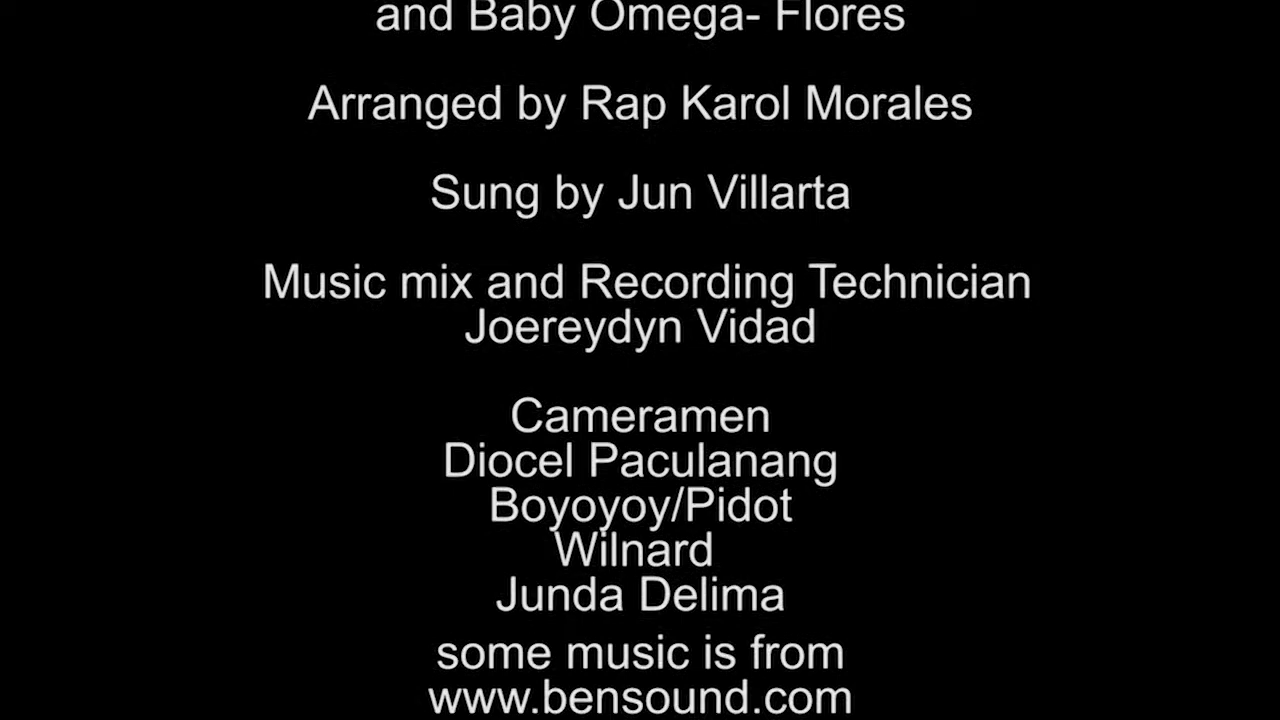 and Baby Omega- Flores
Arranged by Rap Karol Morales
Sung by Jun Villarta
Music mix and Recording Technician
Joereydyn Vidad
Cameramen
Diocel Paculanang
Boyoyoy/Pidot
Wilnard
Junda Delima
some music is from
www.bensound.com